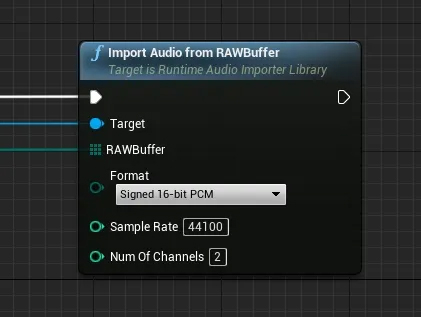 f Import Audio from RAWBuffer
Target is Runtime Audio Importer Library
Target
RAWBuffer
Format
Signed 16-bit PCM
Sample Rate 44100
Num Of Channels 2